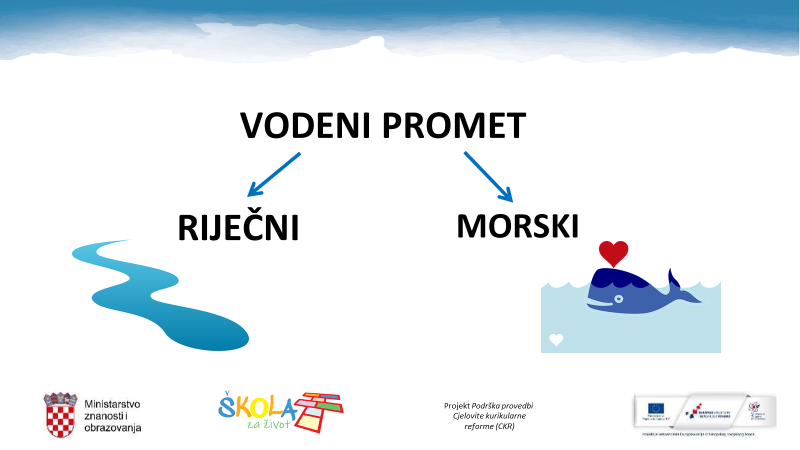 VODENI PROMET
RIJEČNI
MORSKI
Ministarstvo
znanosti i
obrazovanja
ŠKOLA
za život
Projekt Podrška provedbi
Cjelovite kurikularne
reforme (CKR)